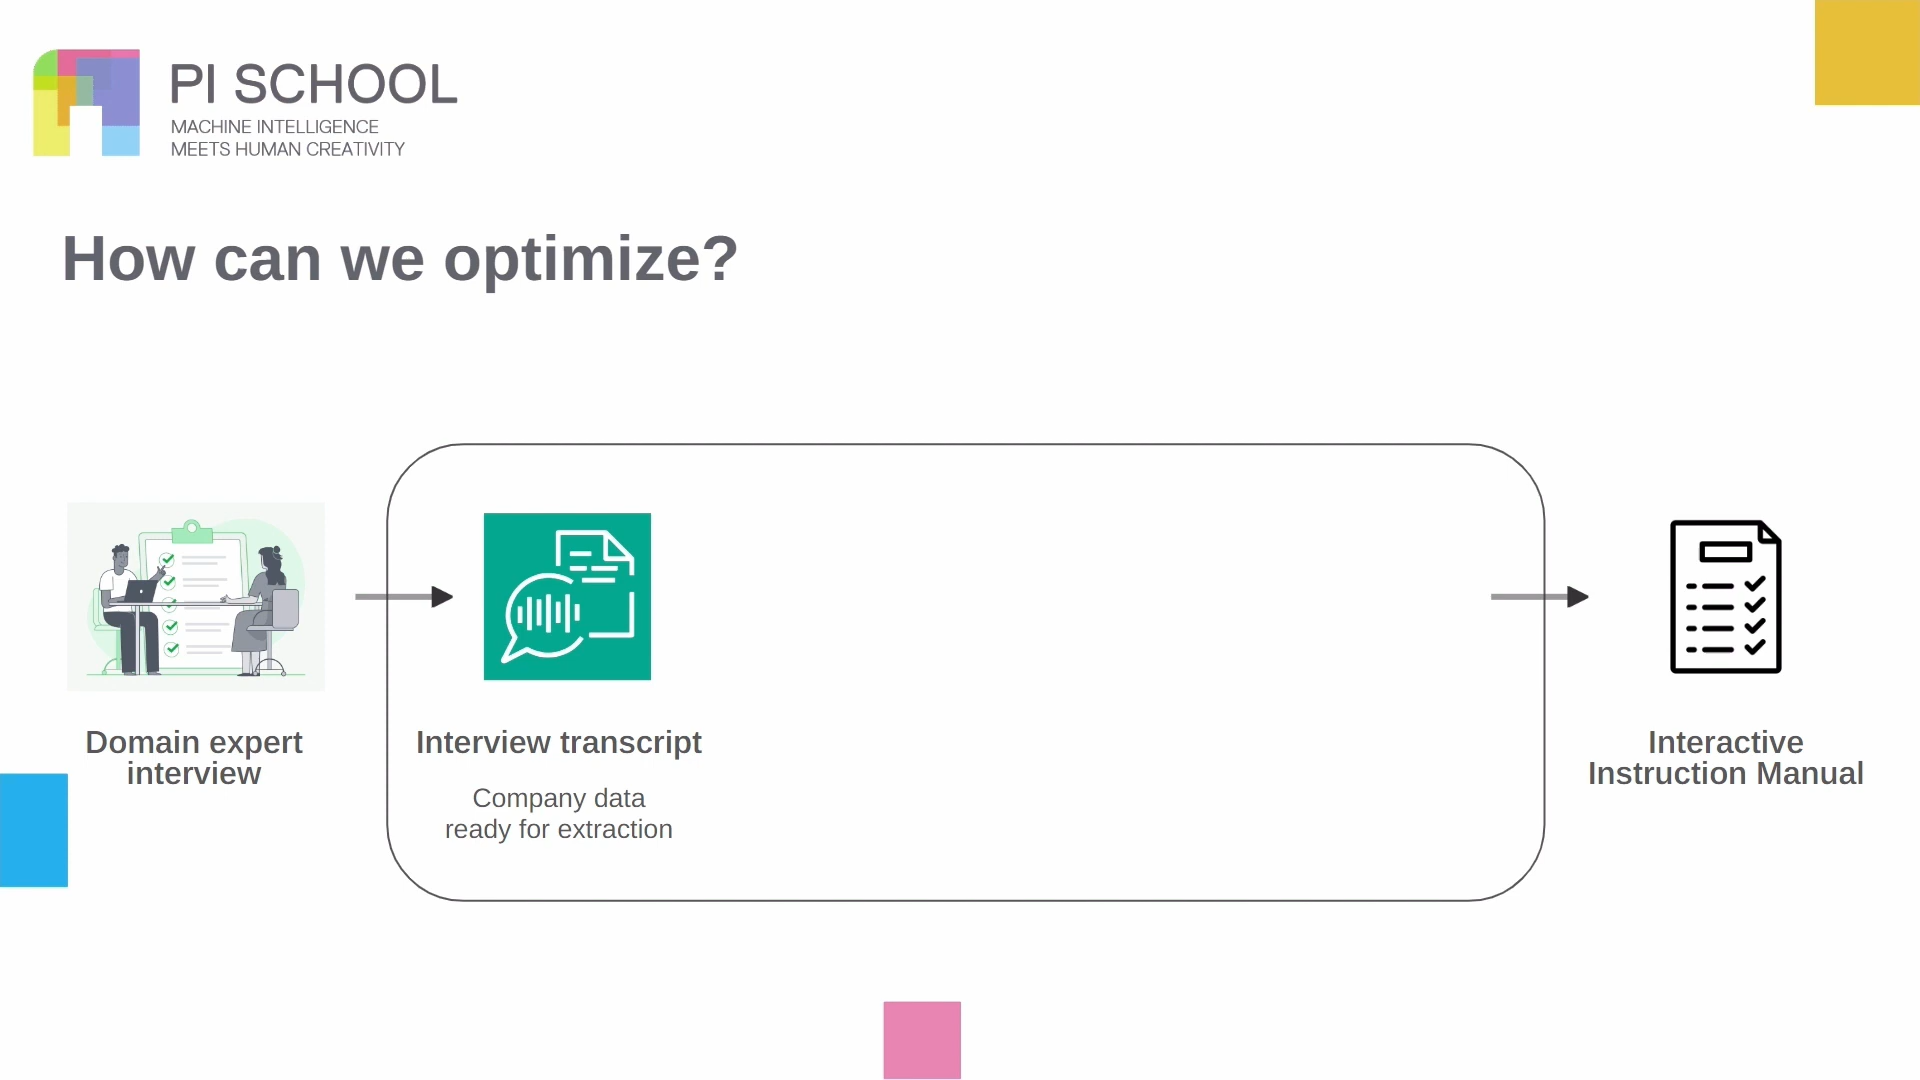 PI SCHOOL
MACHINE INTELLIGENCE
MEETS HUMAN CREATIVITY
How can we optimize?
Domain expert
interview
Interview transcript
Company data
ready for extraction
Interactive
Instruction Manual